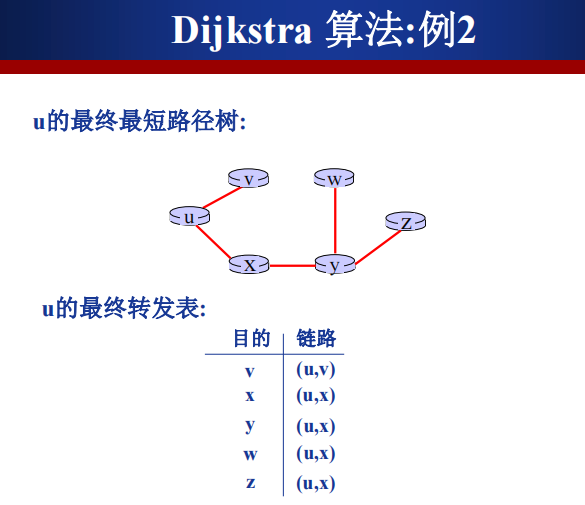 Dijkstra 算法:例2
u的最终最短路径树:
v
w
u
z
x
y
u的最终转发表:
目的 链路
v (u,v)
x (u,x)
y (u,x)
w (u,x)
z (u,x)